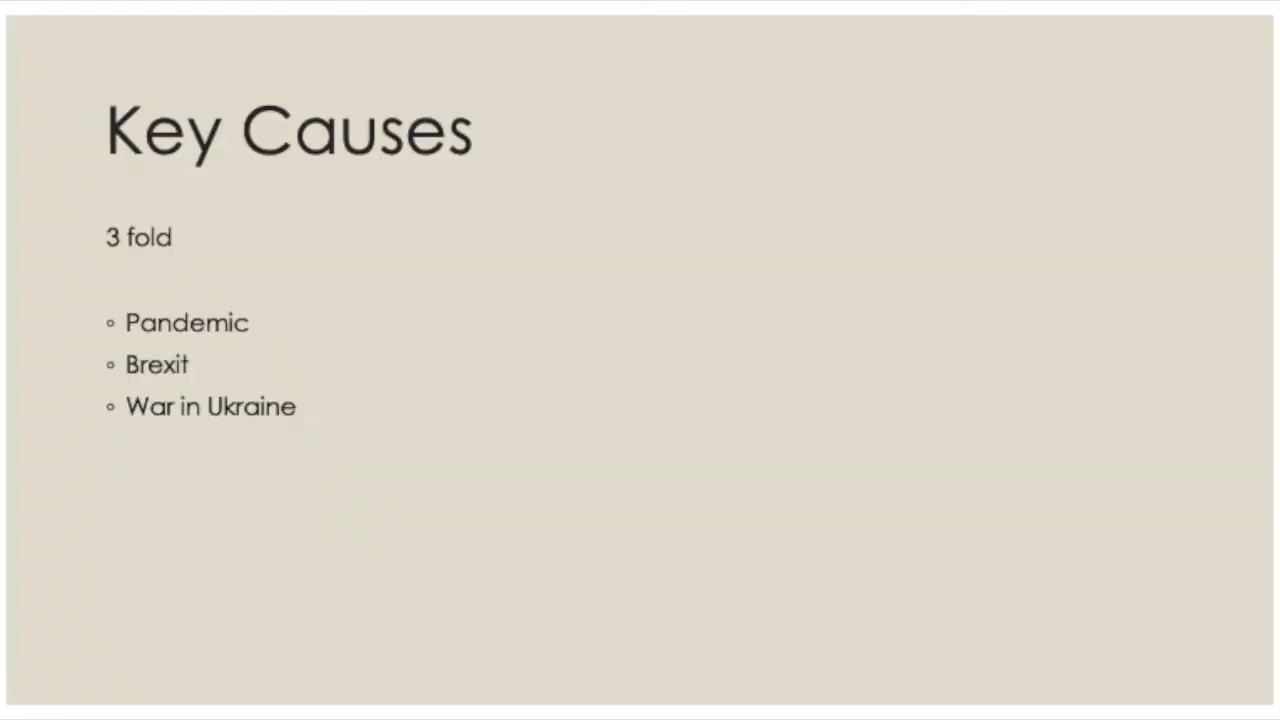 Key Causes
3 fold
◦ Pandemic
◦ Brexit
◦ War in Ukraine